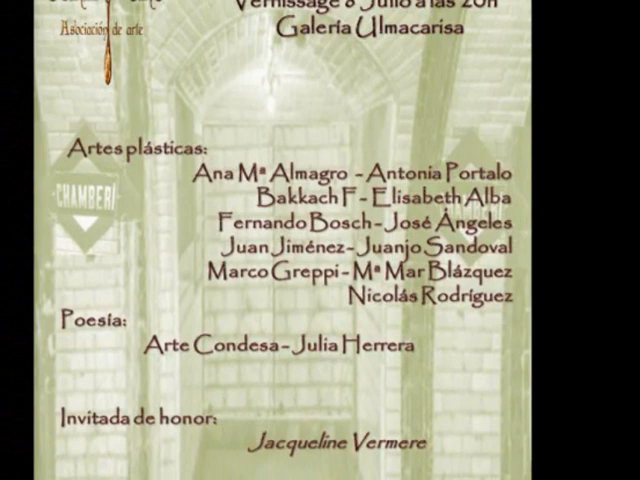 Vernissage 8 Julio a las 20h
Galería Ulmacarisa
Asociación de arte
Artes plásticas:
Ana Mª Almagro - Antonia Portalo
Bakkach F - Elisabeth Alba
CHAMBERÍ
Fernando Bosch - José Ángeles
Juan Jiménez - Juanjo Sandoval
Marco Greppi - Mª Mar Blázquez
Nicolás Rodríguez
Poesía:
Arte Condesa - Julia Herrera
Invitada de honor:
Jacqueline Vermere